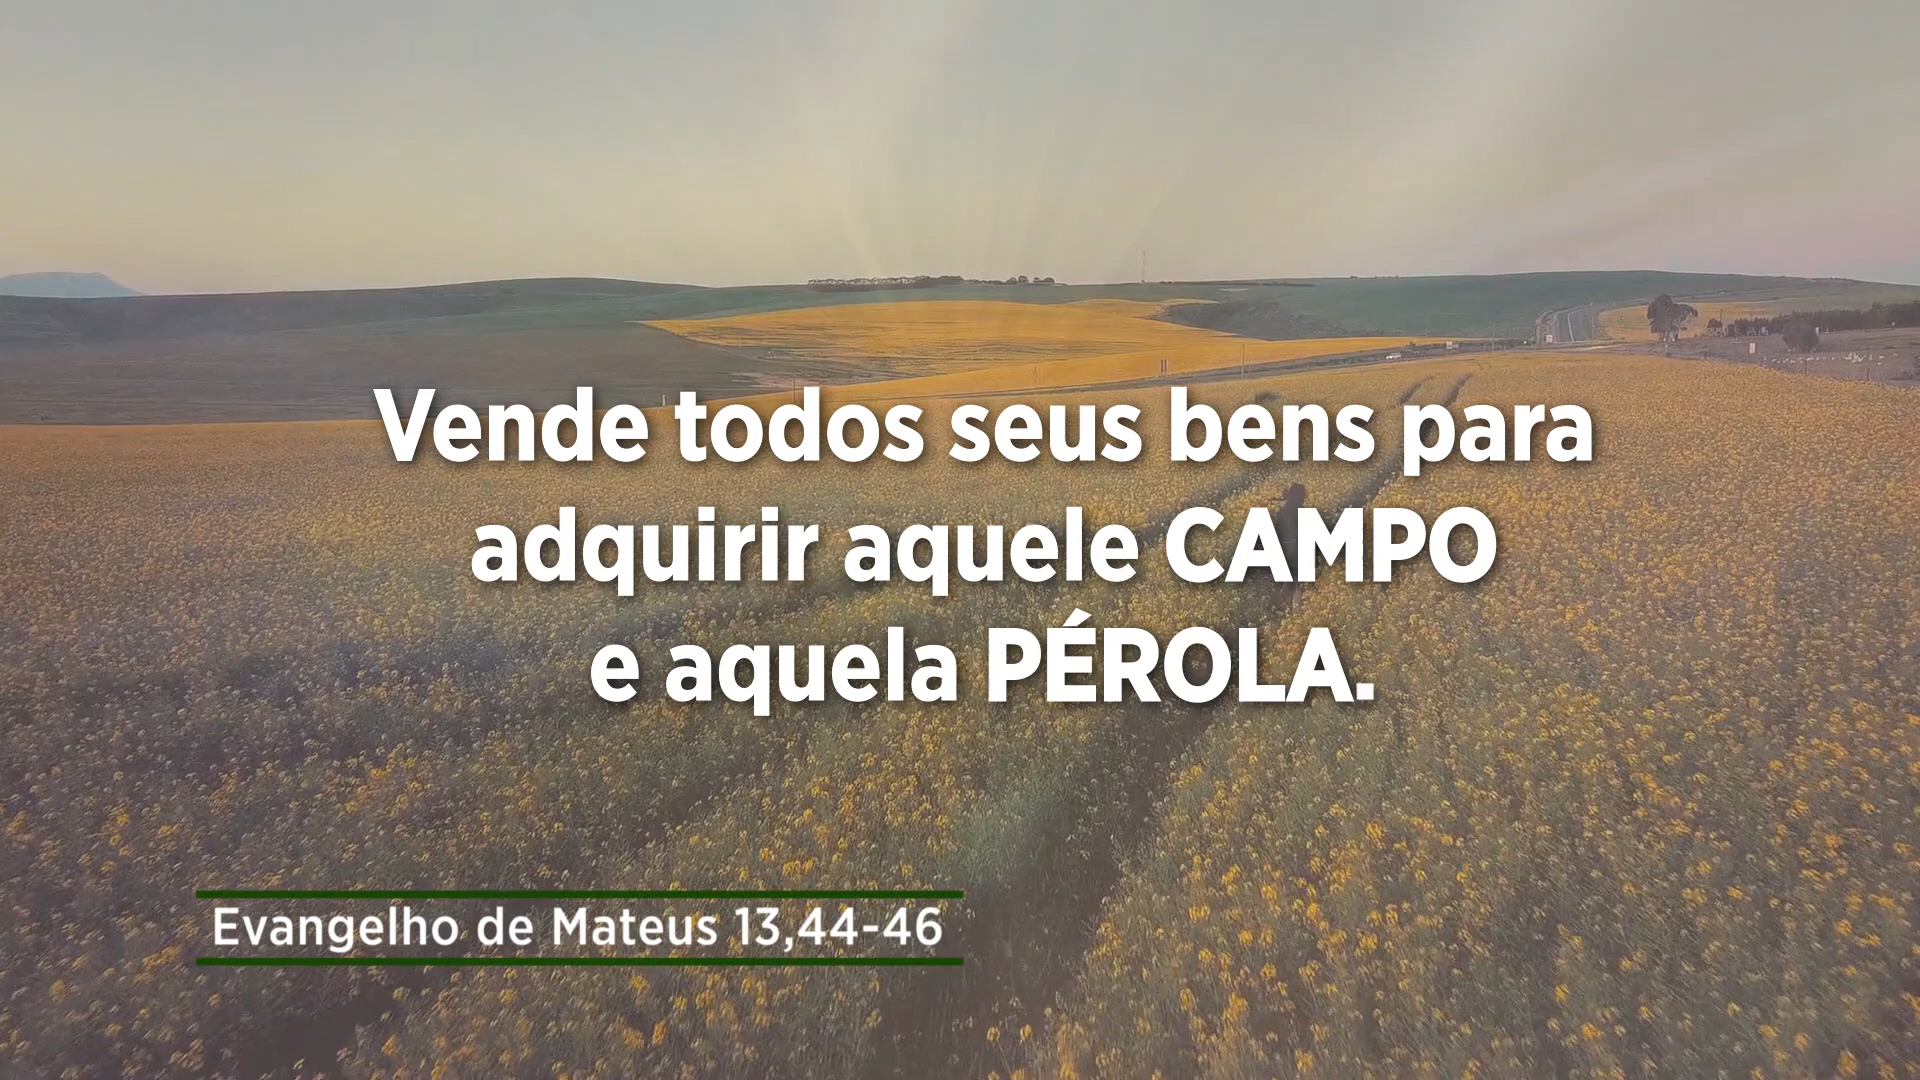 Vende todos seus bens para
adquirir aquele CAMPO
e aquela PÉROLA.
Evangelho de Mateus 13,44-46